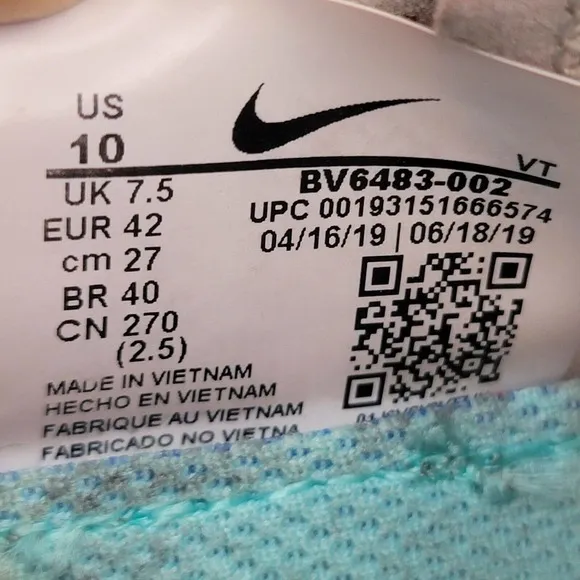 US
10
UK 7.5
EUR 42
cm 27
BR 40
CN 270
(2.5)
VT
BV6483-002
UPC 00193151666574
04/16/19 | 06/18/19
MADE IN VIETNAM
HECHO EN VIETNAM
FABRIQUE AU VIETNAM
FABRICADO NO VIETNA